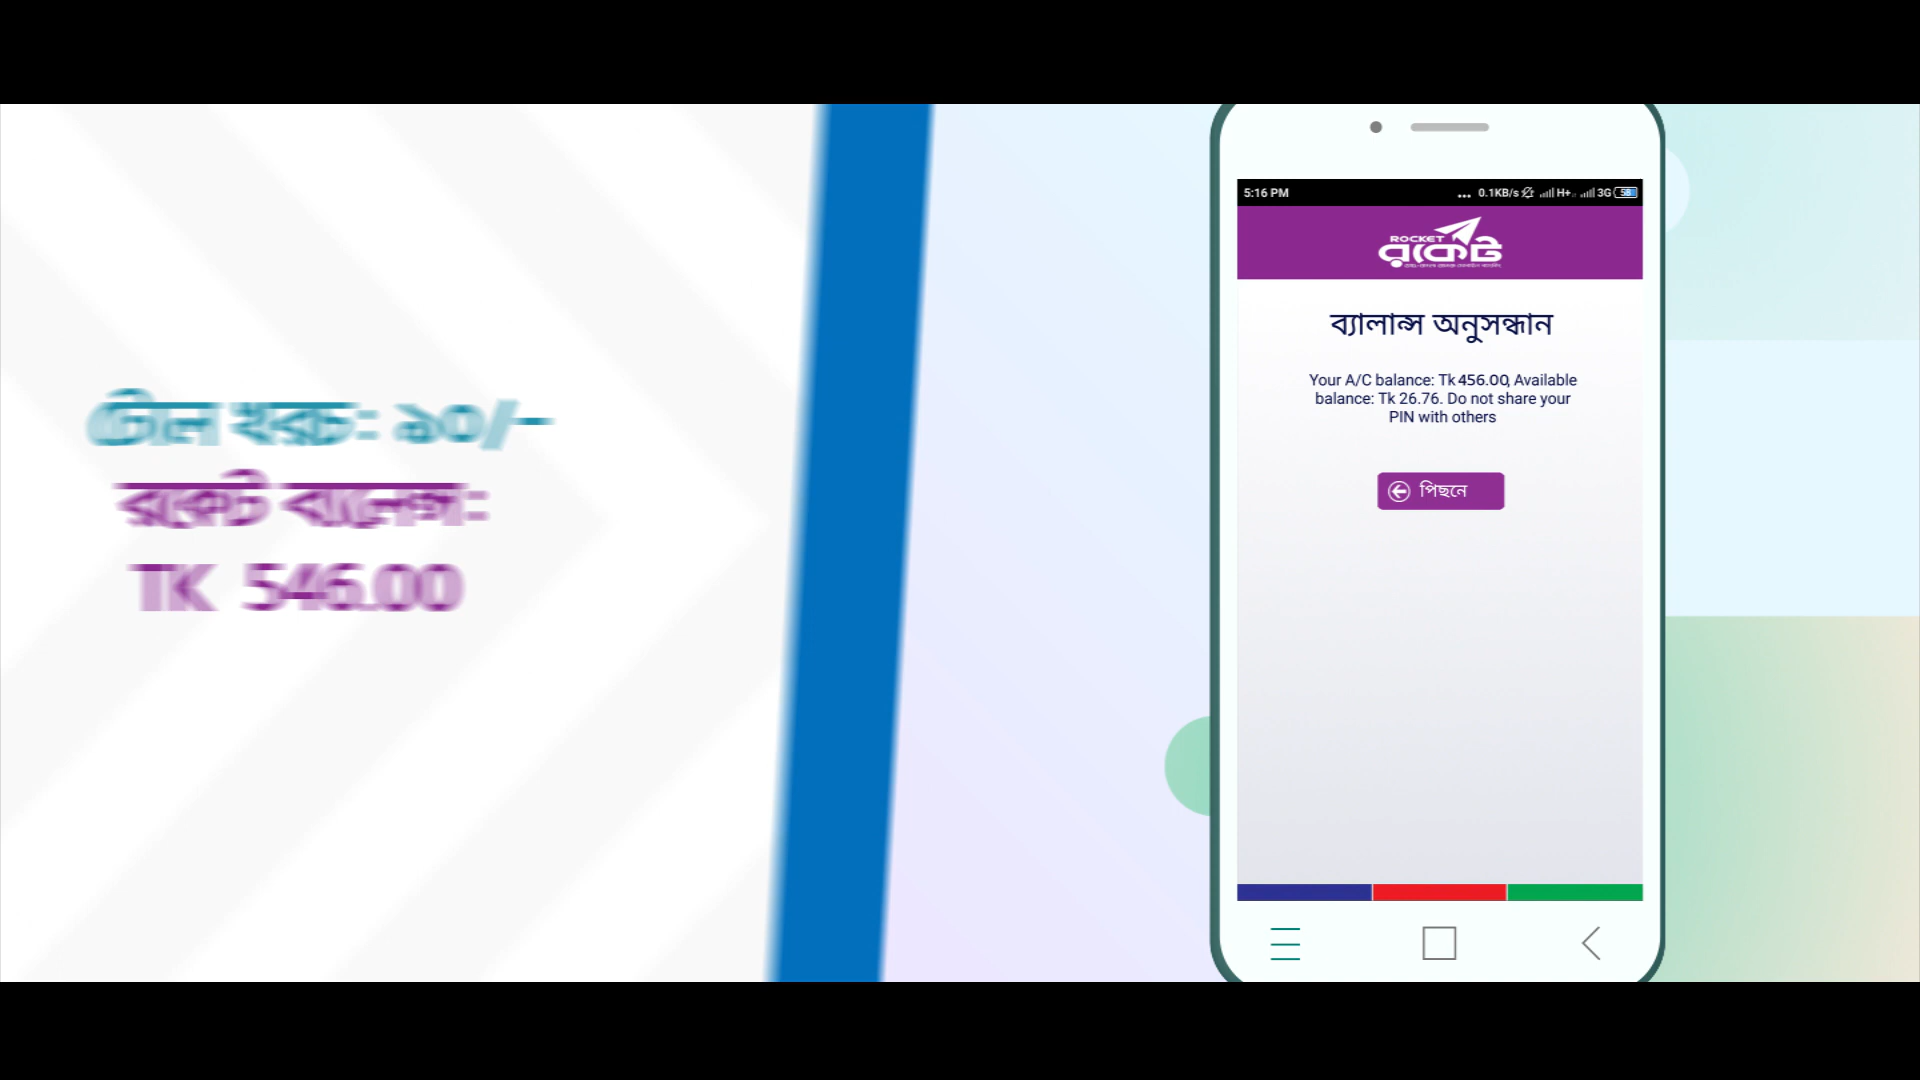 টোল হার: ১০/-
রকেট ব্যালেন্স:
TK 546.00
5:16 PM
... 0.1KB/s H+ 3G 58
ROCKET
রকেট
ব্যালান্স অনুসন্ধান
Your A/C balance: Tk 456.00, Available
balance: Tk 26.76. Do not share your
PIN with others
পিছনে